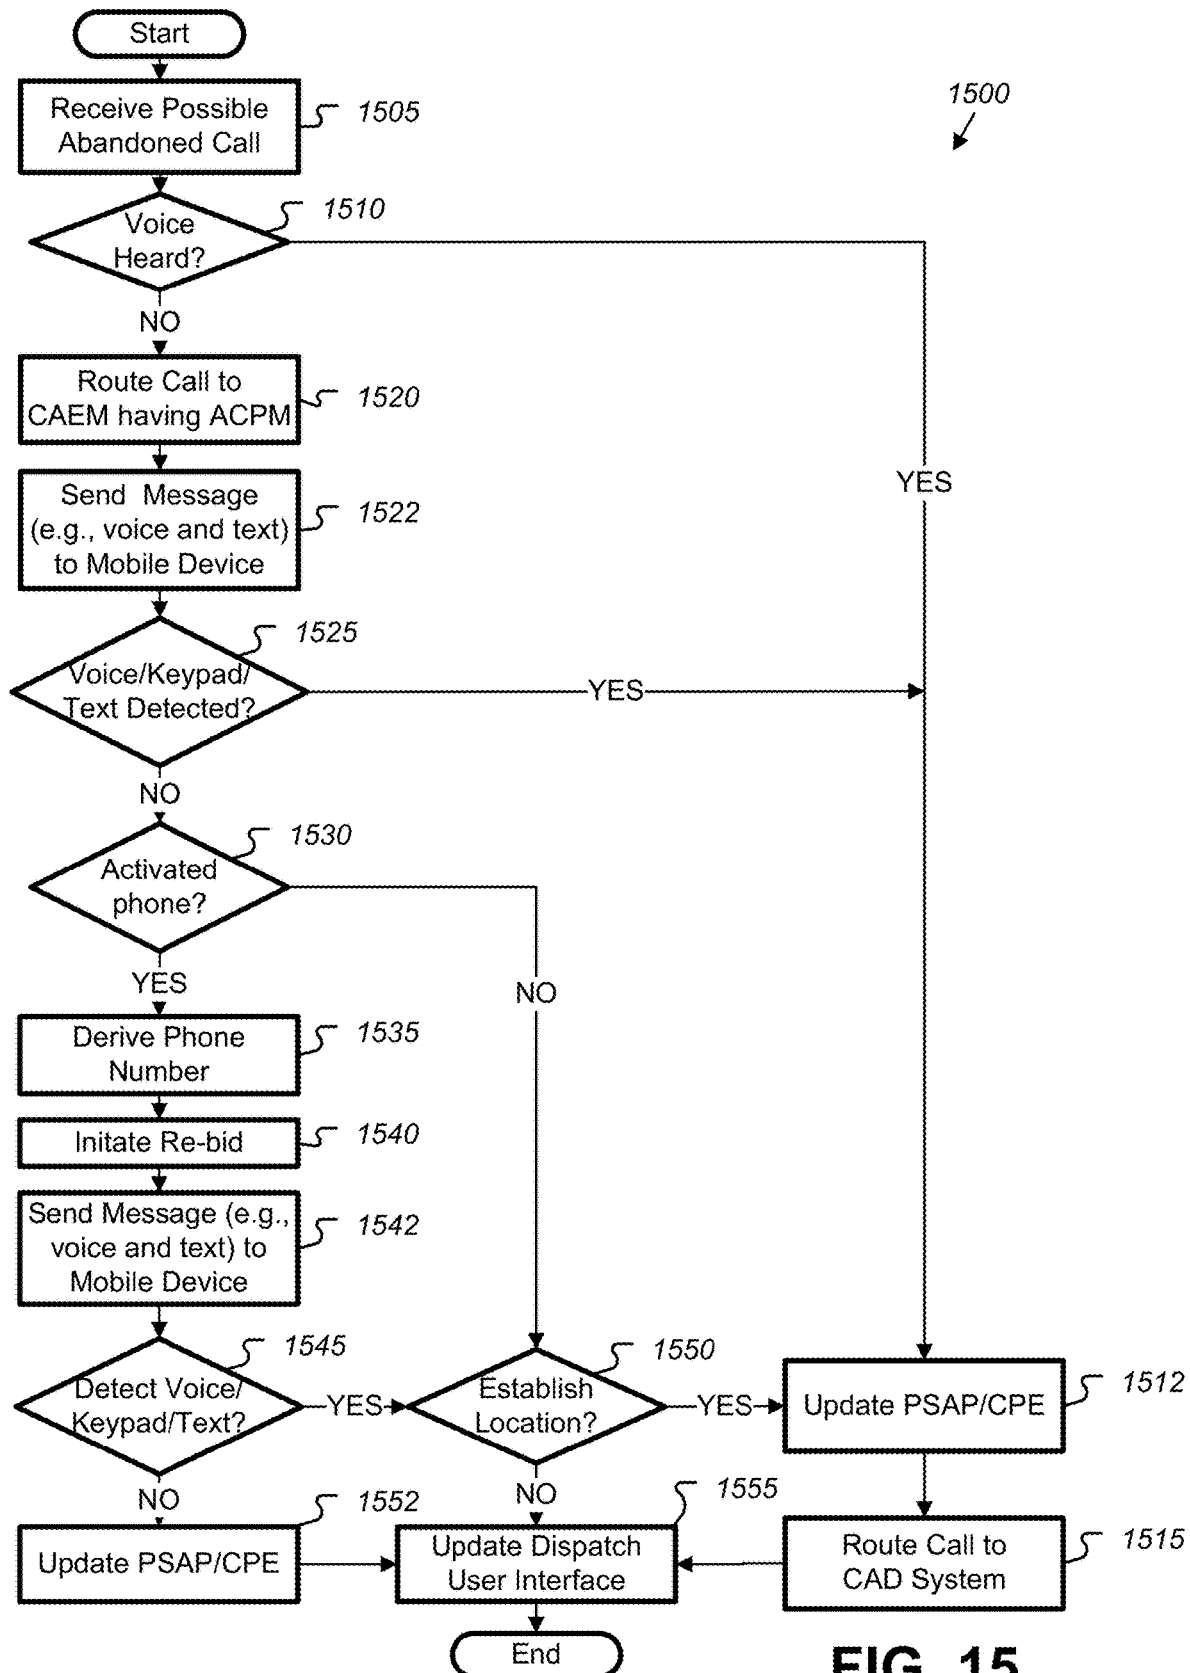 Start
Receive Possible
Abandoned Call
1505
1500
Voice
Heard?
1510
NO
YES
Route Call to
CAEM having ACPM
1520
Send Message
(e.g., voice and text)
to Mobile Device
1522
Voice/Keypad/
Text Detected?
1525
YES
NO
Activated
phone?
1530
YES
NO
Derive Phone
Number
1535
Initate Re-bid
1540
Send Message (e.g.,
voice and text) to
Mobile Device
1542
Detect Voice/
Keypad/Text?
1545
YES
Establish
Location?
1550
YES
Update PSAP/CPE
1512
NO
NO
Update PSAP/CPE
1552
Update Dispatch
User Interface
1555
Route Call to
CAD System
1515
End
FIG. 15